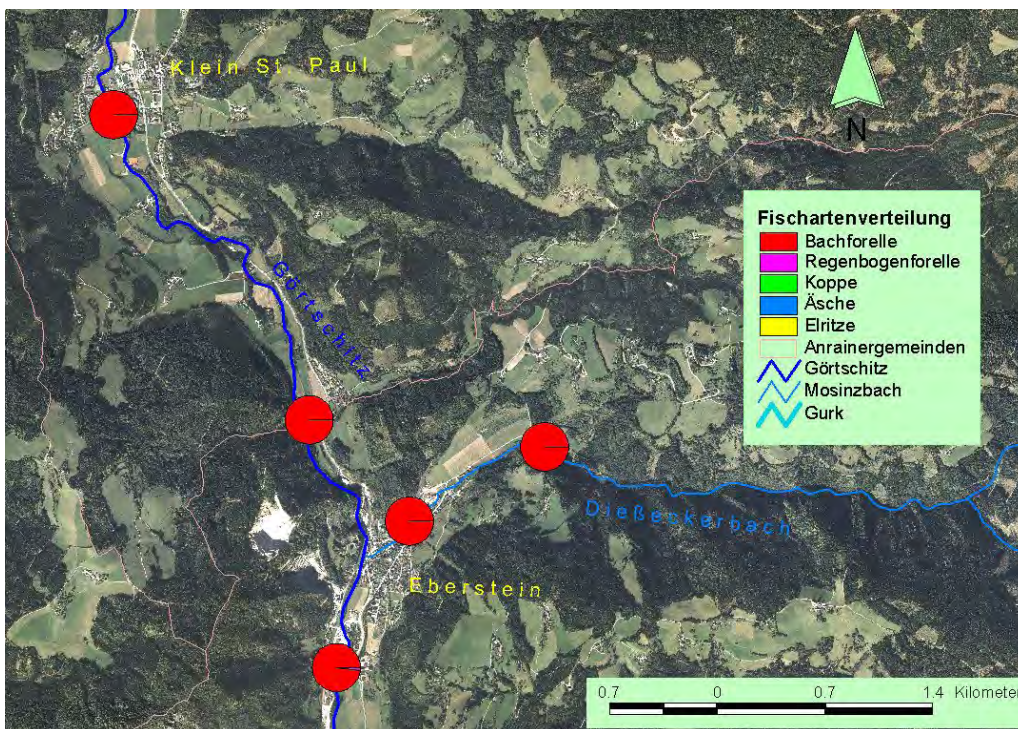 Klein St. Paul
N
Görtschitz
Dießeckerbach
Eberstein
Fischartenverteilung
Bachforelle
Regenbogenforelle
Koppe
Äsche
Elritze
Anrainergemeinden
Görtschitz
Mosinzbach
Gurk
0.7 0 0.7 1.4 Kilometer